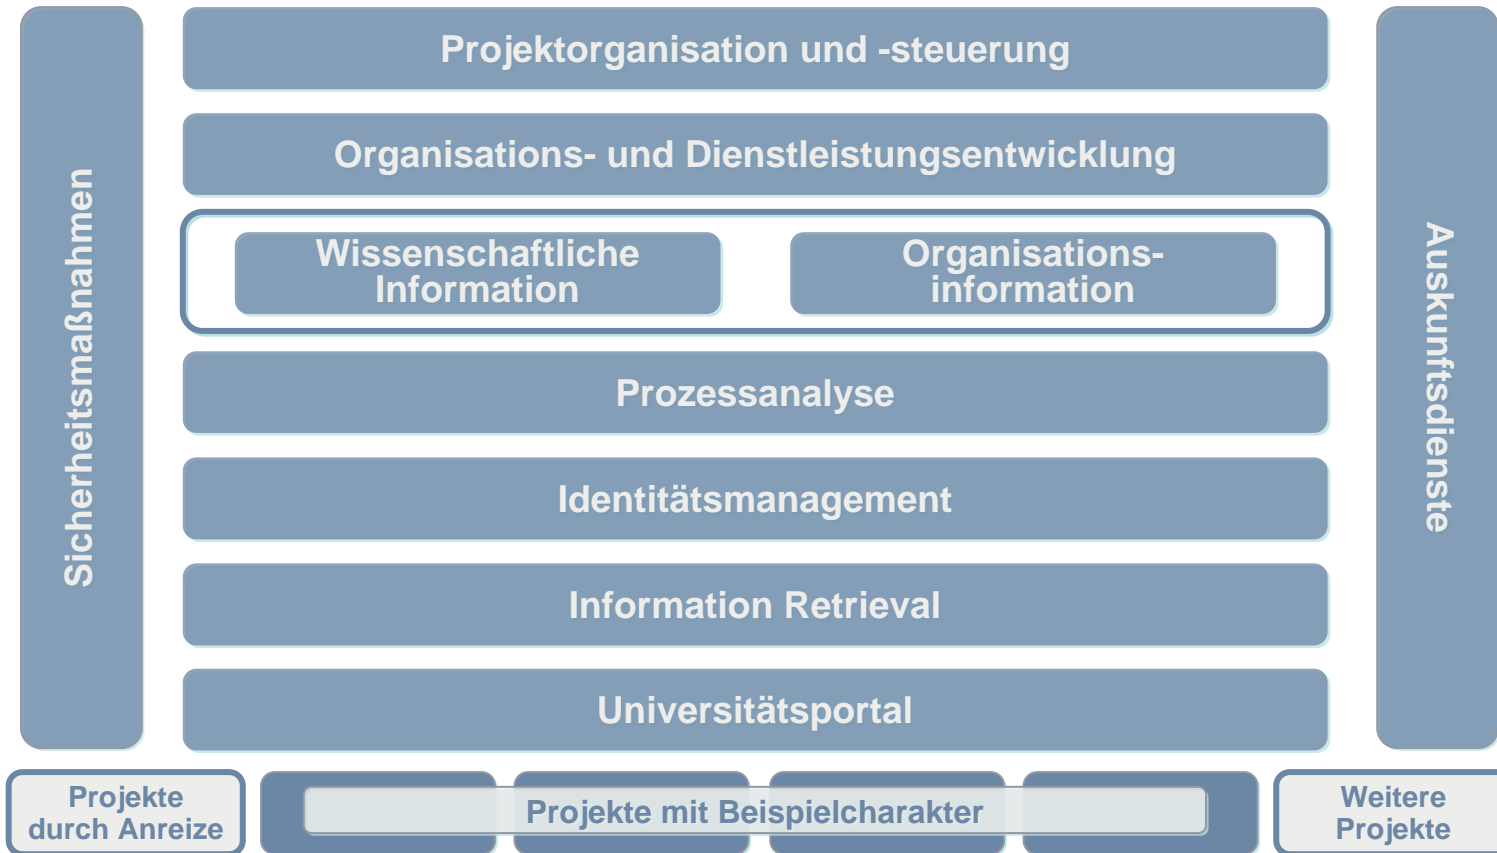 Projektorganisation und -steuerung
Organisations- und Dienstleistungsentwicklung
Sicherheitsmaßnahmen
Wissenschaftliche
Information
Organisations-
information
Auskunftsdienste
Prozessanalyse
Identitätsmanagement
Information Retrieval
Universitätsportal
Projekte
durch Anreize
Projekte mit Beispielcharakter
Weitere
Projekte